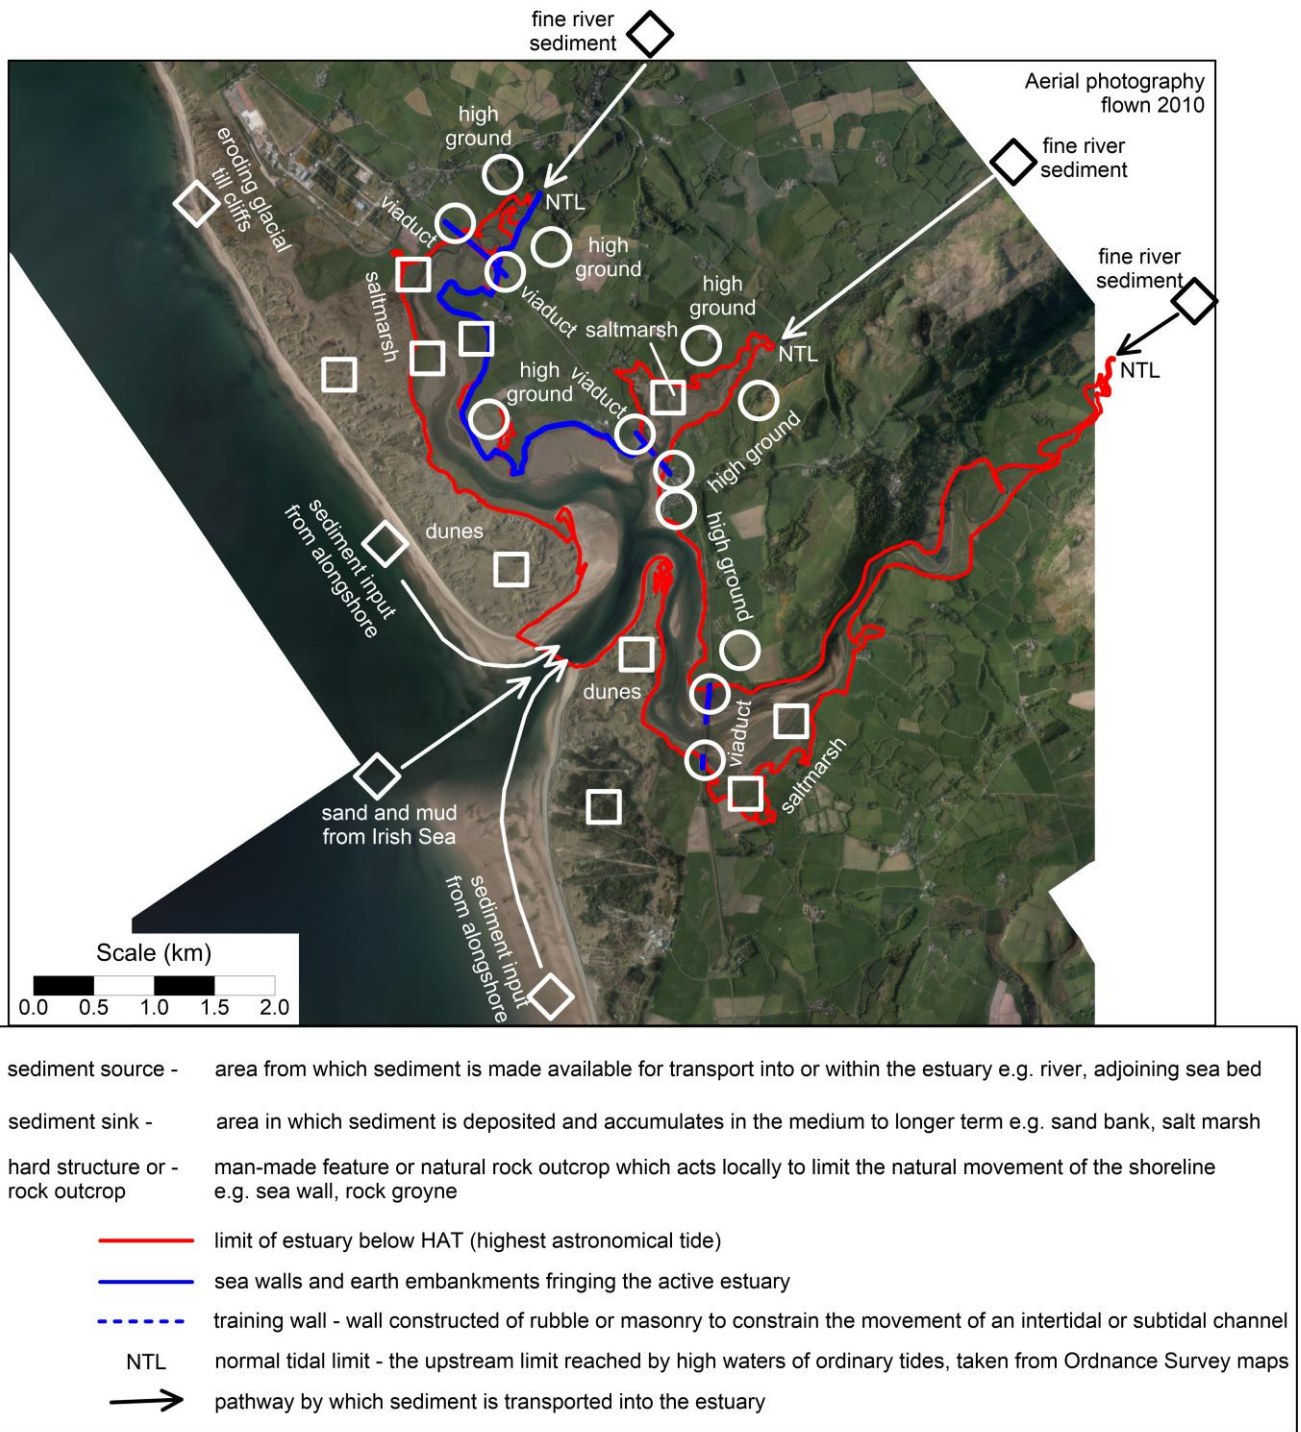 fine river
sediment
Aerial photography
flown 2010
fine river
sediment
fine river
sediment
high
ground
eroding glacial
till cliffs
viaduct
NTL
high
ground
viaduct
saltmarsh
high
ground
saltmarsh
NTL
NTL
high
ground
viaduct
high ground
high ground
dunes
sediment input
from alongshore
dunes
viaduct
saltmarsh
sand and mud
from Irish Sea
sediment input
from alongshore
Scale (km)
0.0 0.5 1.0 1.5 2.0
sediment source - area from which sediment is made available for transport into or within the estuary e.g. river, adjoining sea bed
sediment sink - area in which sediment is deposited and accumulates in the medium to longer term e.g. sand bank, salt marsh
hard structure or - man-made feature or natural rock outcrop which acts locally to limit the natural movement of the shoreline
rock outcrop e.g. sea wall, rock groyne
limit of estuary below HAT (highest astronomical tide)
sea walls and earth embankments fringing the active estuary
training wall - wall constructed of rubble or masonry to constrain the movement of an intertidal or subtidal channel
NTL normal tidal limit - the upstream limit reached by high waters of ordinary tides, taken from Ordnance Survey maps
pathway by which sediment is transported into the estuary